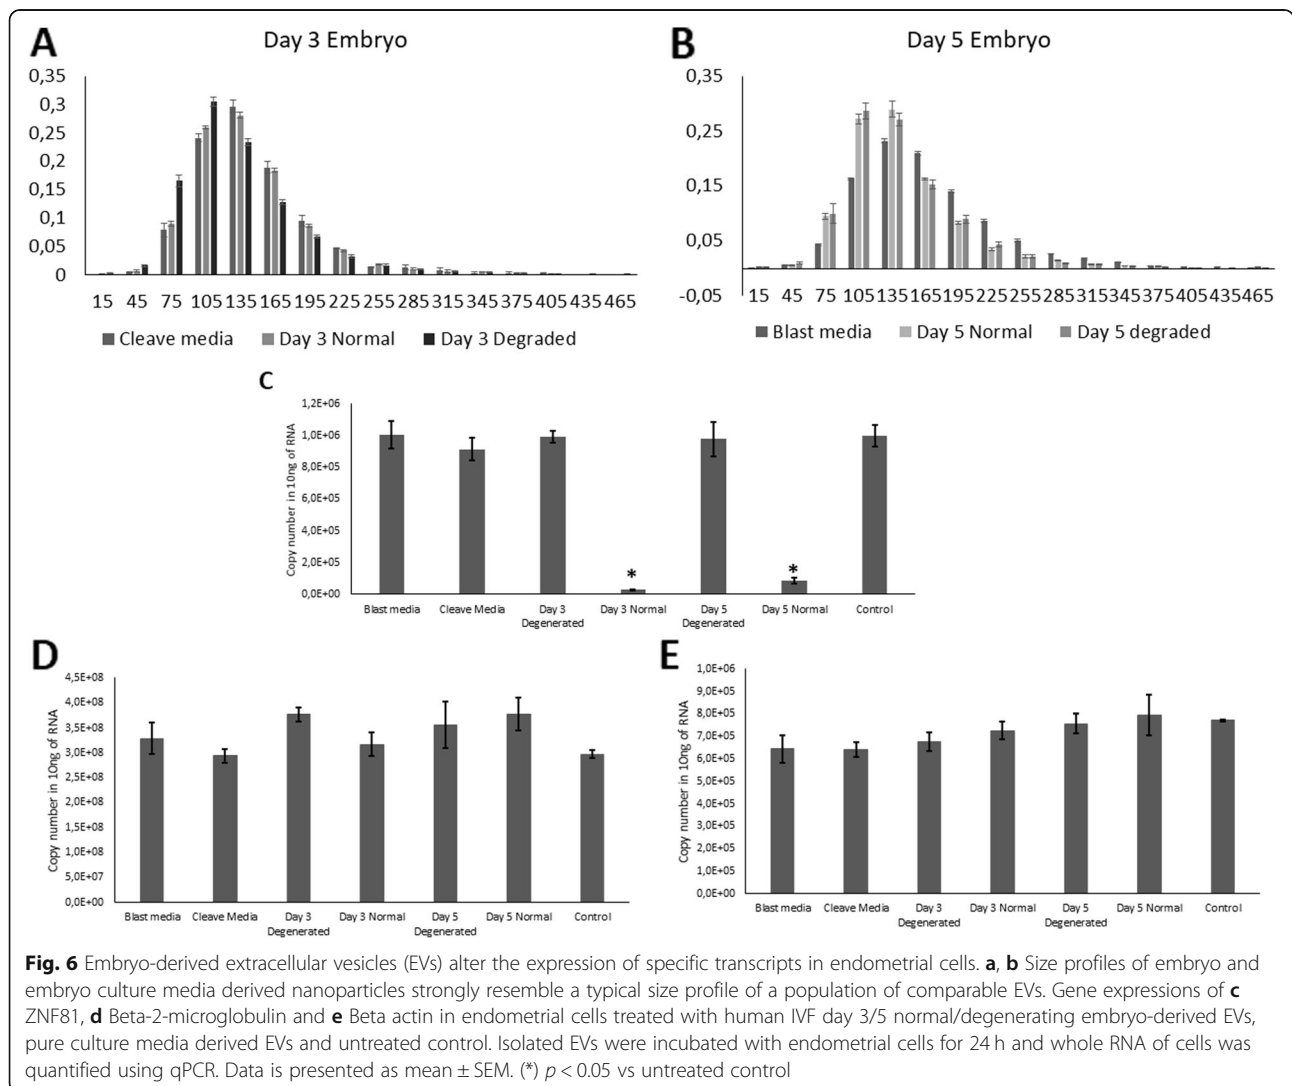 A Day 3 Embryo
0,35
0,3
0,25
0,2
0,15
0,1
0,05
0
15 45 75 105 135 165 195 225 255 285 315 345 375 405 435 465
Cleave media Day 3 Normal Day 3 Degraded
B Day 5 Embryo
0,35
0,25
0,15
0,05
-0,05
15 45 75 105 135 165 195 225 255 285 315 345 375 405 435 465
Blast media Day 5 Normal Day 5 degraded
C
Copy number in 10ng of RNA
1,2E+06
1,0E+06
8,0E+05
6,0E+05
4,0E+05
2,0E+05
0,0E+00
* *
Blast media Cleave Media Day 3 Day 3 Normal Day 5 Day 5 Normal Control
Degenerated Degenerated
D
Copy number in 10ng of RNA
4,5E+08
4,0E+08
3,5E+08
3,0E+08
2,5E+08
2,0E+08
1,5E+08
1,0E+08
5,0E+07
0,0E+00
Blast media Cleave Media Day 3 Day 3 Normal Day 5 Day 5 Normal Control
Degenerated Degenerated
E
Copy number in 10ng of RNA
1,0E+06
9,0E+05
8,0E+05
7,0E+05
6,0E+05
5,0E+05
4,0E+05
3,0E+05
2,0E+05
1,0E+05
0,0E+00
Blast media Cleave Media Day 3 Day 3 Normal Day 5 Day 5 Normal Control
Degenerated Degenerated
Fig. 6 Embryo-derived extracellular vesicles (EVs) alter the expression of specific transcripts in endometrial cells. a, b Size profiles of embryo and
embryo culture media derived nanoparticles strongly resemble a typical size profile of a population of comparable EVs. Gene expressions of c
ZNF81, d Beta-2-microglobulin and e Beta actin in endometrial cells treated with human IVF day 3/5 normal/degenerating embryo-derived EVs,
pure culture media derived EVs and untreated control. Isolated EVs were incubated with endometrial cells for 24 h and whole RNA of cells was
quantified using qPCR. Data is presented as mean ± SEM. (*) p < 0.05 vs untreated control